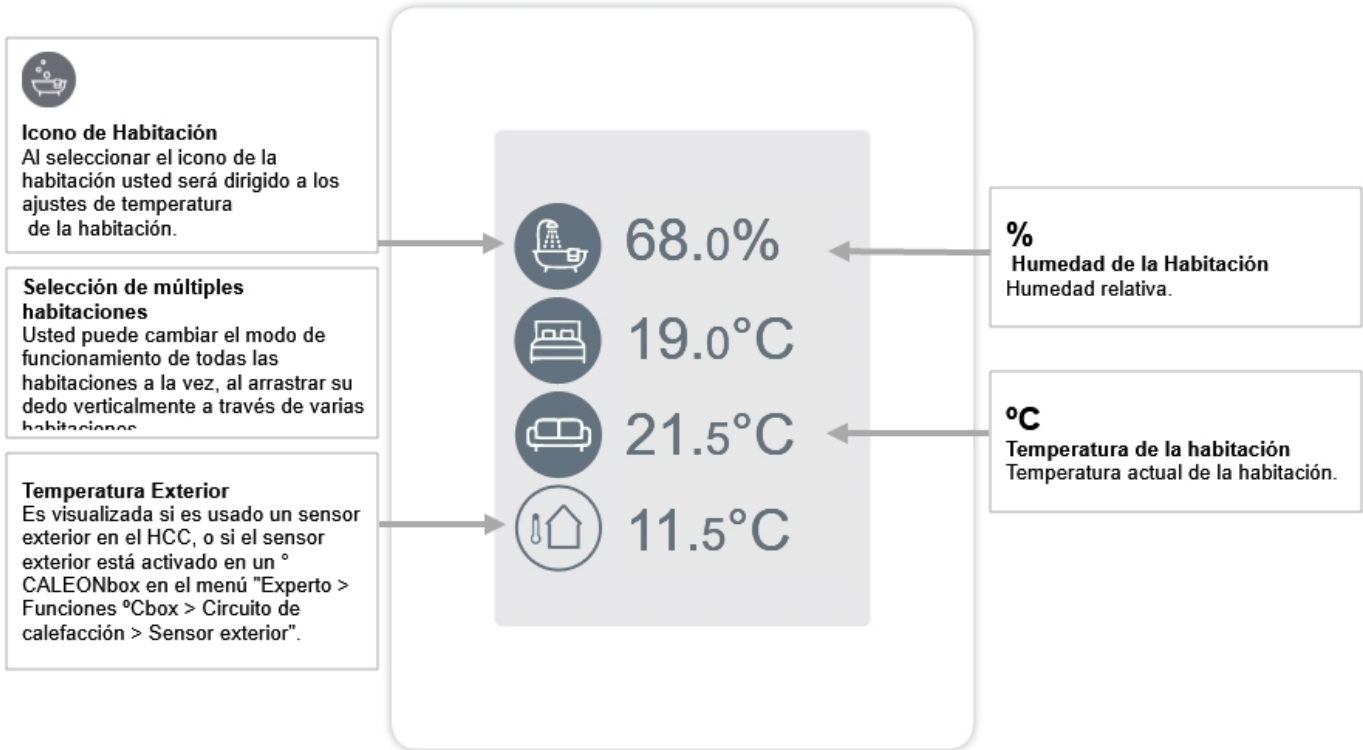 Icono de Habitación
Al seleccionar el icono de la
habitación usted será dirigido a los
ajustes de temperatura
de la habitación.
Selección de múltiples
habitaciones
Usted puede cambiar el modo de
funcionamiento de todas las
habitaciones a la vez, al arrastrar su
dedo verticalmente a través de varias
habitaciones
Temperatura Exterior
Es visualizada si es usado un sensor
exterior en el HCC, o si el sensor
exterior está activado en un °
CALEONbox en el menú "Experto >
Funciones ºCbox > Circuito de
calefacción > Sensor exterior".
68.0%
19.0°C
21.5°C
11.5°C
%
Humedad de la Habitación
Humedad relativa.
ºC
Temperatura de la habitación
Temperatura actual de la habitación.